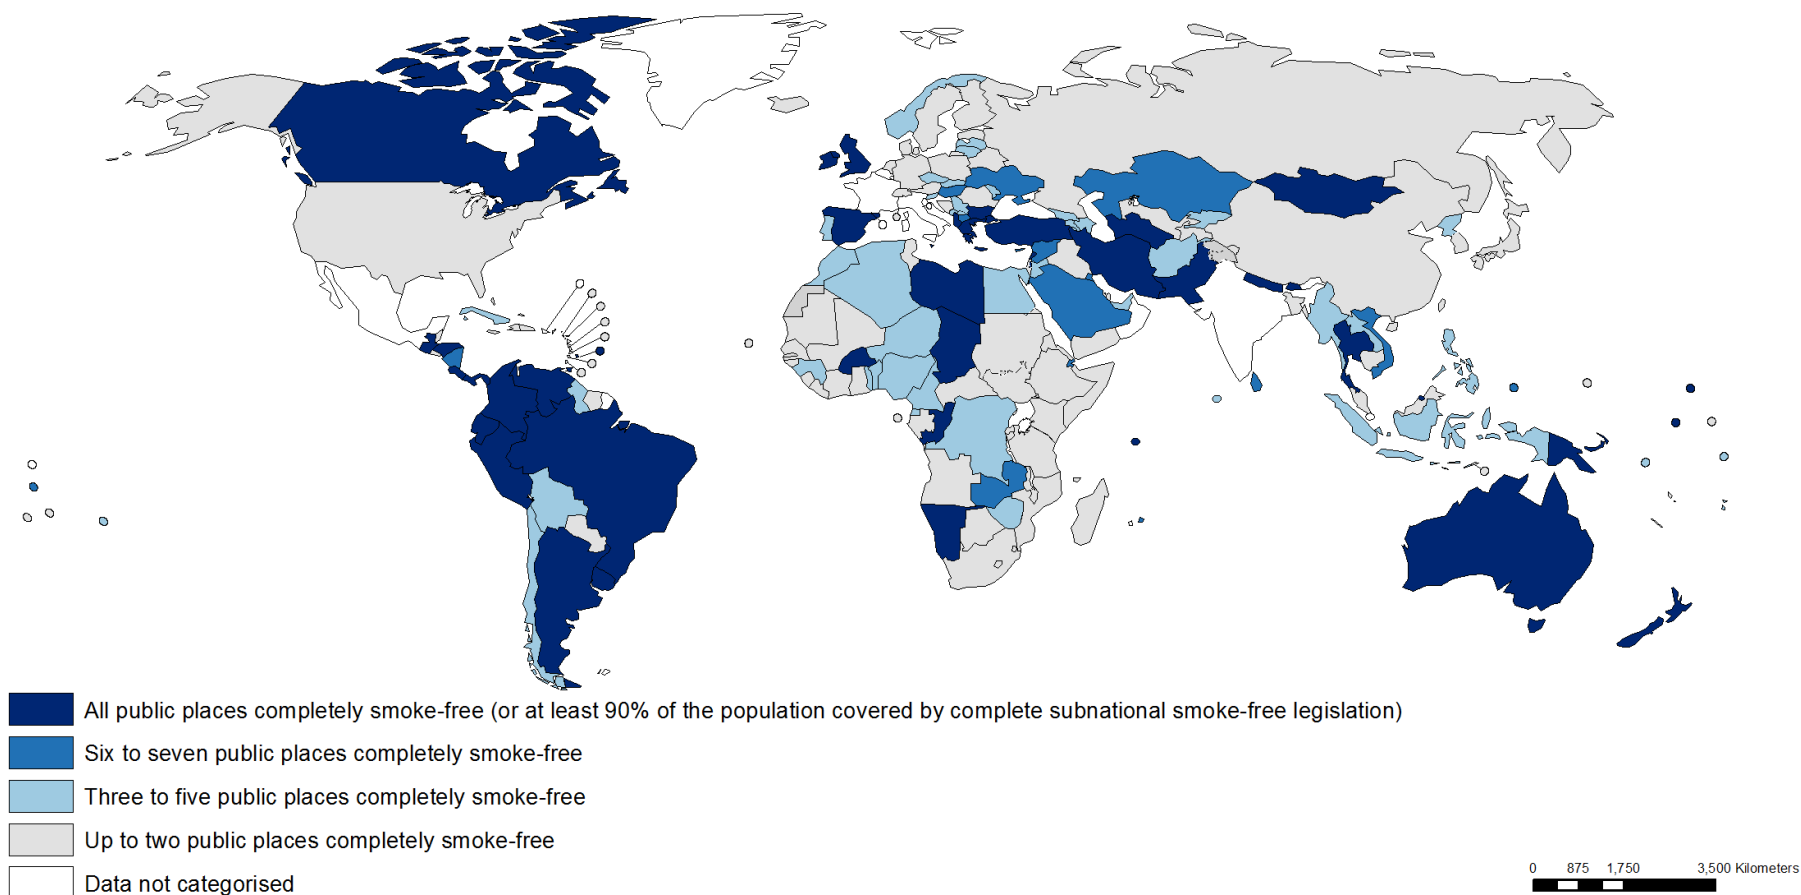 All public places completely smoke-free (or at least 90% of the population covered by complete subnational smoke-free legislation)
Six to seven public places completely smoke-free
Three to five public places completely smoke-free
Up to two public places completely smoke-free
Data not categorised
0 875 1,750 3,500 Kilometers